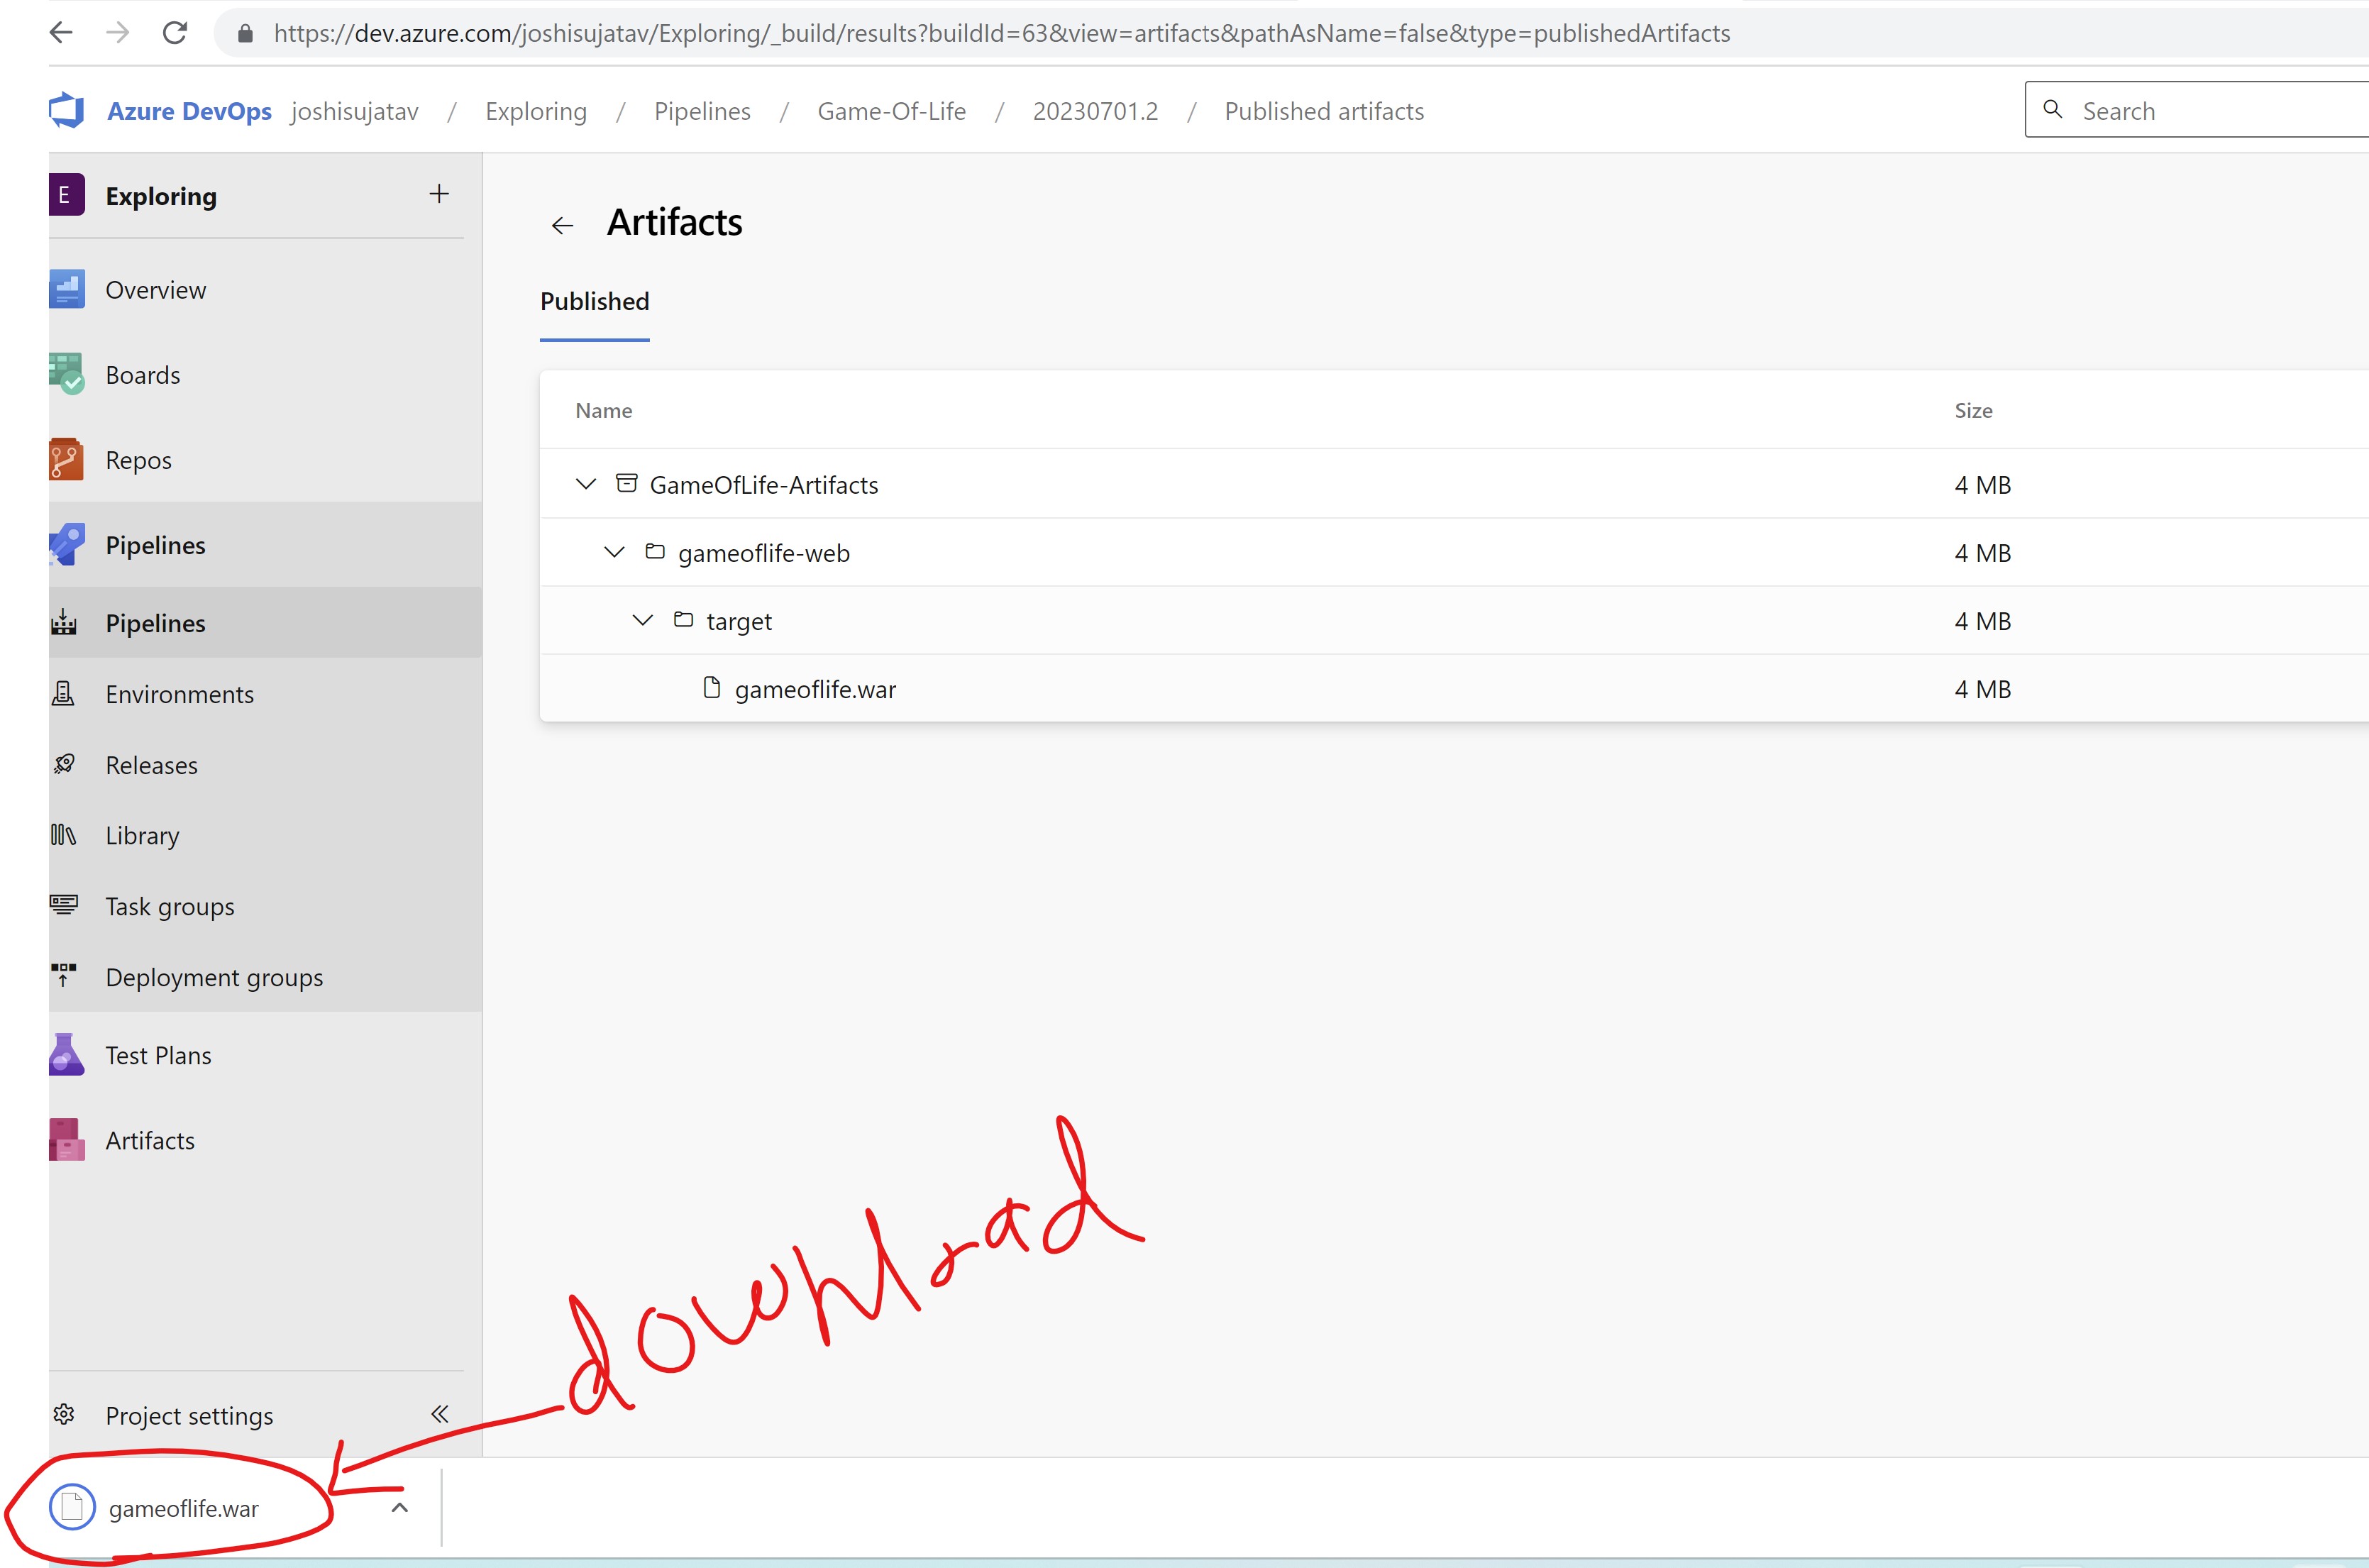 https://dev.azure.com/joshisujatav/Exploring/_build/results?buildId=63&view=artifacts&pathAsName=false&type=publishedArtifacts
Azure DevOps joshisujatav / Exploring / Pipelines / Game-Of-Life / 20230701.2 / Published artifacts Search
E Exploring
Overview
Boards
Repos
Pipelines
Pipelines
Environments
Releases
Library
Task groups
Deployment groups
Test Plans
Artifacts
Project settings
Artifacts
Published
Name Size
GameOfLife-Artifacts 4 MB
gameoflife-web 4 MB
target 4 MB
gameoflife.war 4 MB
download
gameoflife.war